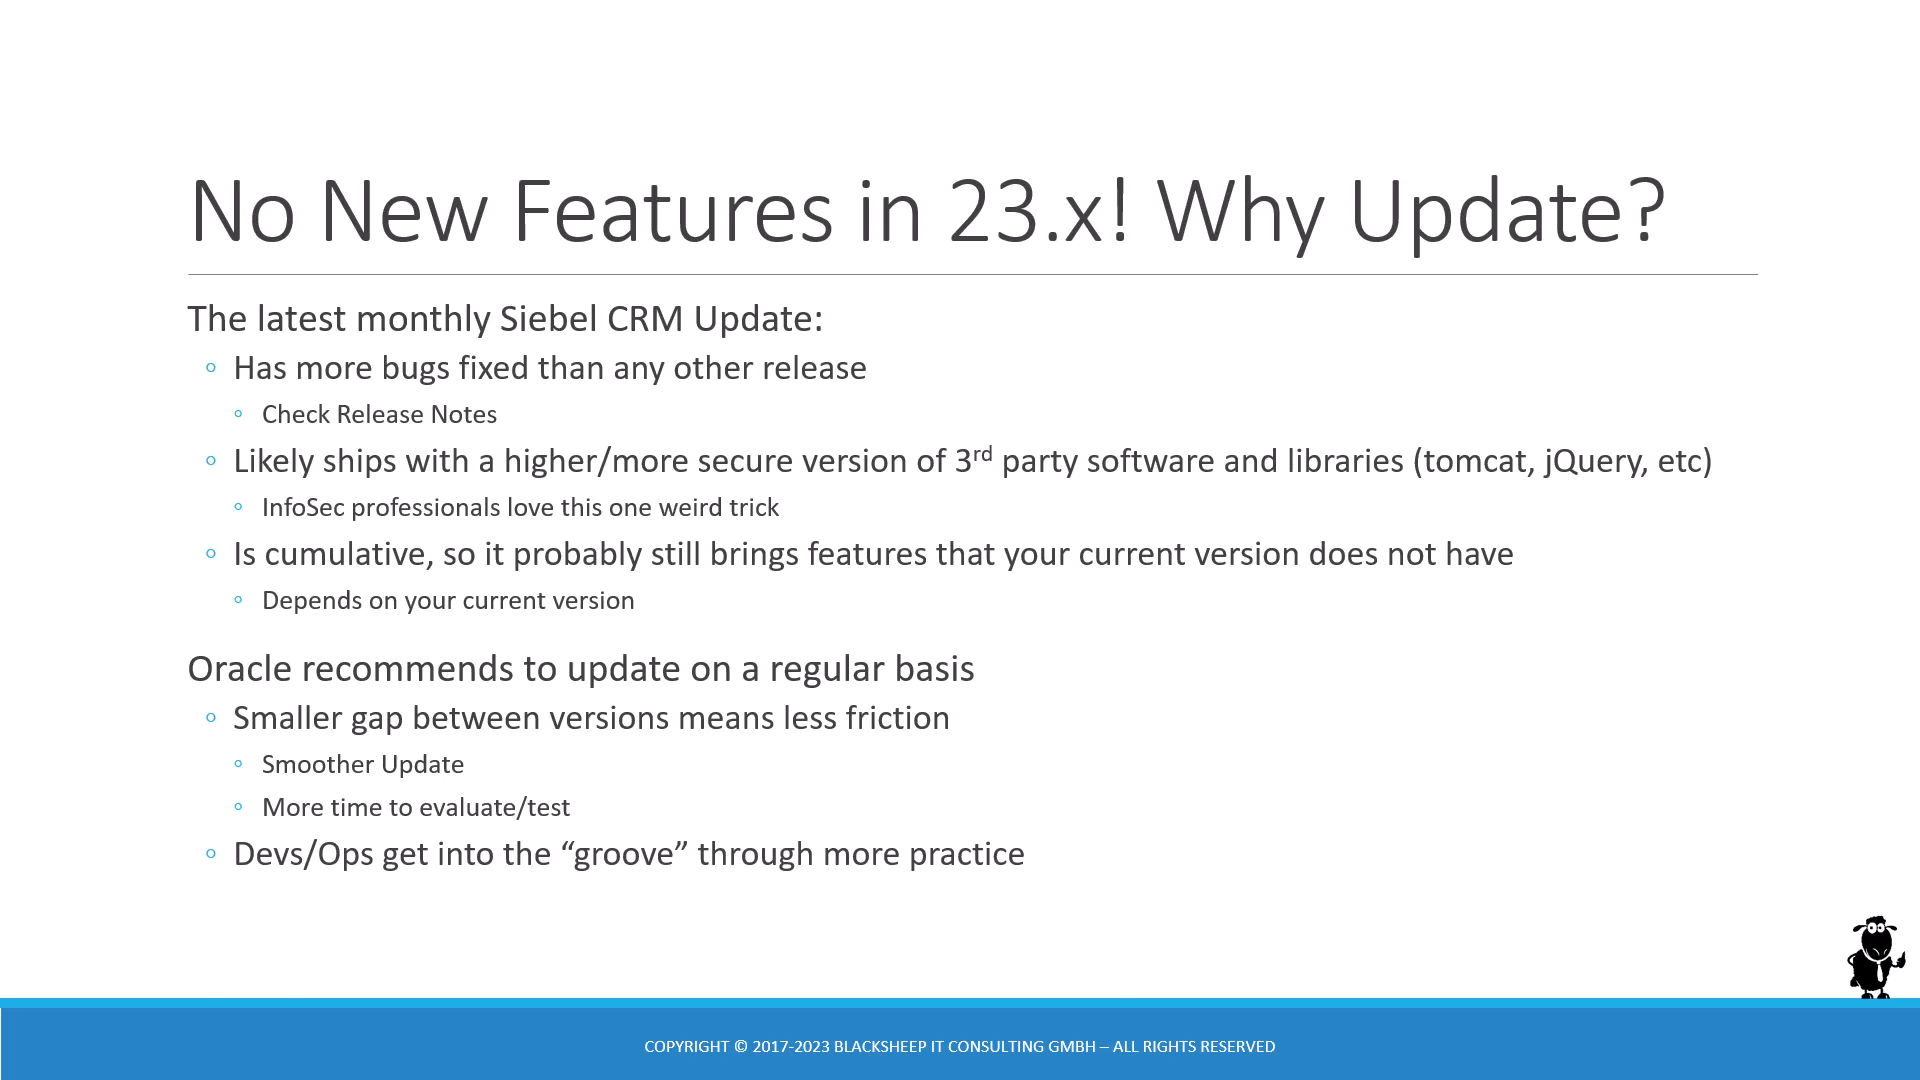 No New Features in 23.x! Why Update?
The latest monthly Siebel CRM Update:
◦ Has more bugs fixed than any other release
◦ Check Release Notes
◦ Likely ships with a higher/more secure version of 3rd party software and libraries (tomcat, jQuery, etc)
◦ InfoSec professionals love this one weird trick
◦ Is cumulative, so it probably still brings features that your current version does not have
◦ Depends on your current version
Oracle recommends to update on a regular basis
◦ Smaller gap between versions means less friction
◦ Smoother Update
◦ More time to evaluate/test
◦ Devs/Ops get into the “groove” through more practice
COPYRIGHT © 2017-2023 BLACKSHEEP IT CONSULTING GMBH – ALL RIGHTS RESERVED